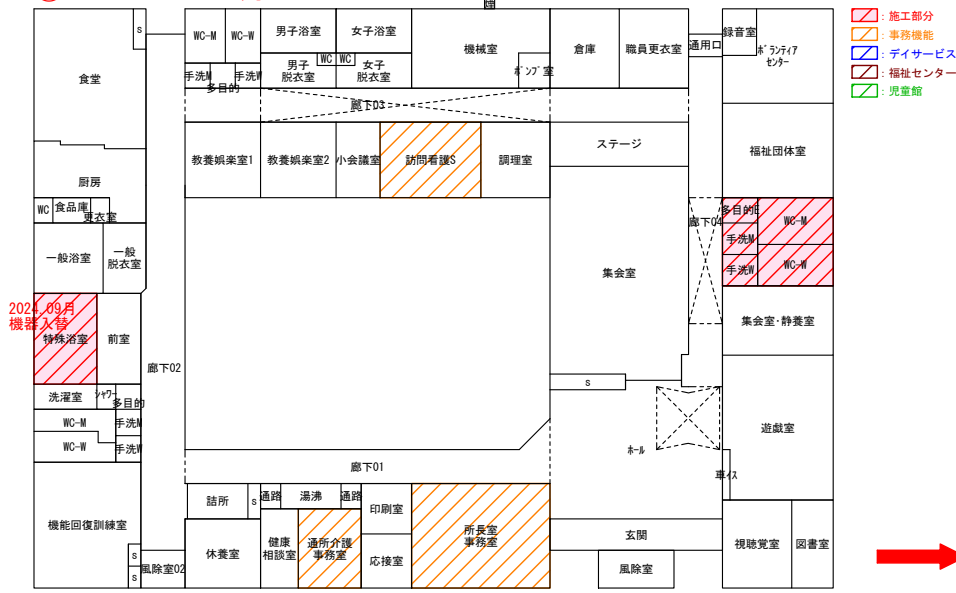 S
WC-M
WC-W
男子浴室
女子浴室
機械室
倉庫
職員更衣室
通用口
録音室
ﾎﾞﾗﾝﾃｨｱ
ｾﾝﾀｰ
：施工部分
：事務機能
：デイサービス
：福祉センター
：児童館
食堂
手洗M
手洗W
多目的
男子
脱衣室
WC
WC
女子
脱衣室
ﾎﾟﾝﾌﾟ室
廊下03
教養娯楽室1
教養娯楽室2
小会議室
訪問看護S
調理室
ステージ
福祉団体室
厨房
WC
食品庫
更衣室
一般浴室
一般
脱衣室
廊下04
多目的E
手洗M
手洗W
WC-M
WC-W
集会室
2024.09月
機器入替
特殊浴室
前室
廊下02
集会室・静養室
洗濯室
ｼｬﾜｰ
多目的
WC-M
手洗M
WC-W
手洗W
S
遊戯室
ﾎｰﾙ
車ｲｽ
廊下01
機能回復訓練室
詰所
S
通路
湯沸
通路
印刷室
所長室
事務室
玄関
視聴覚室
図書室
休養室
健康
相談室
通所介護
事務室
応接室
S
S
風除室02
風除室